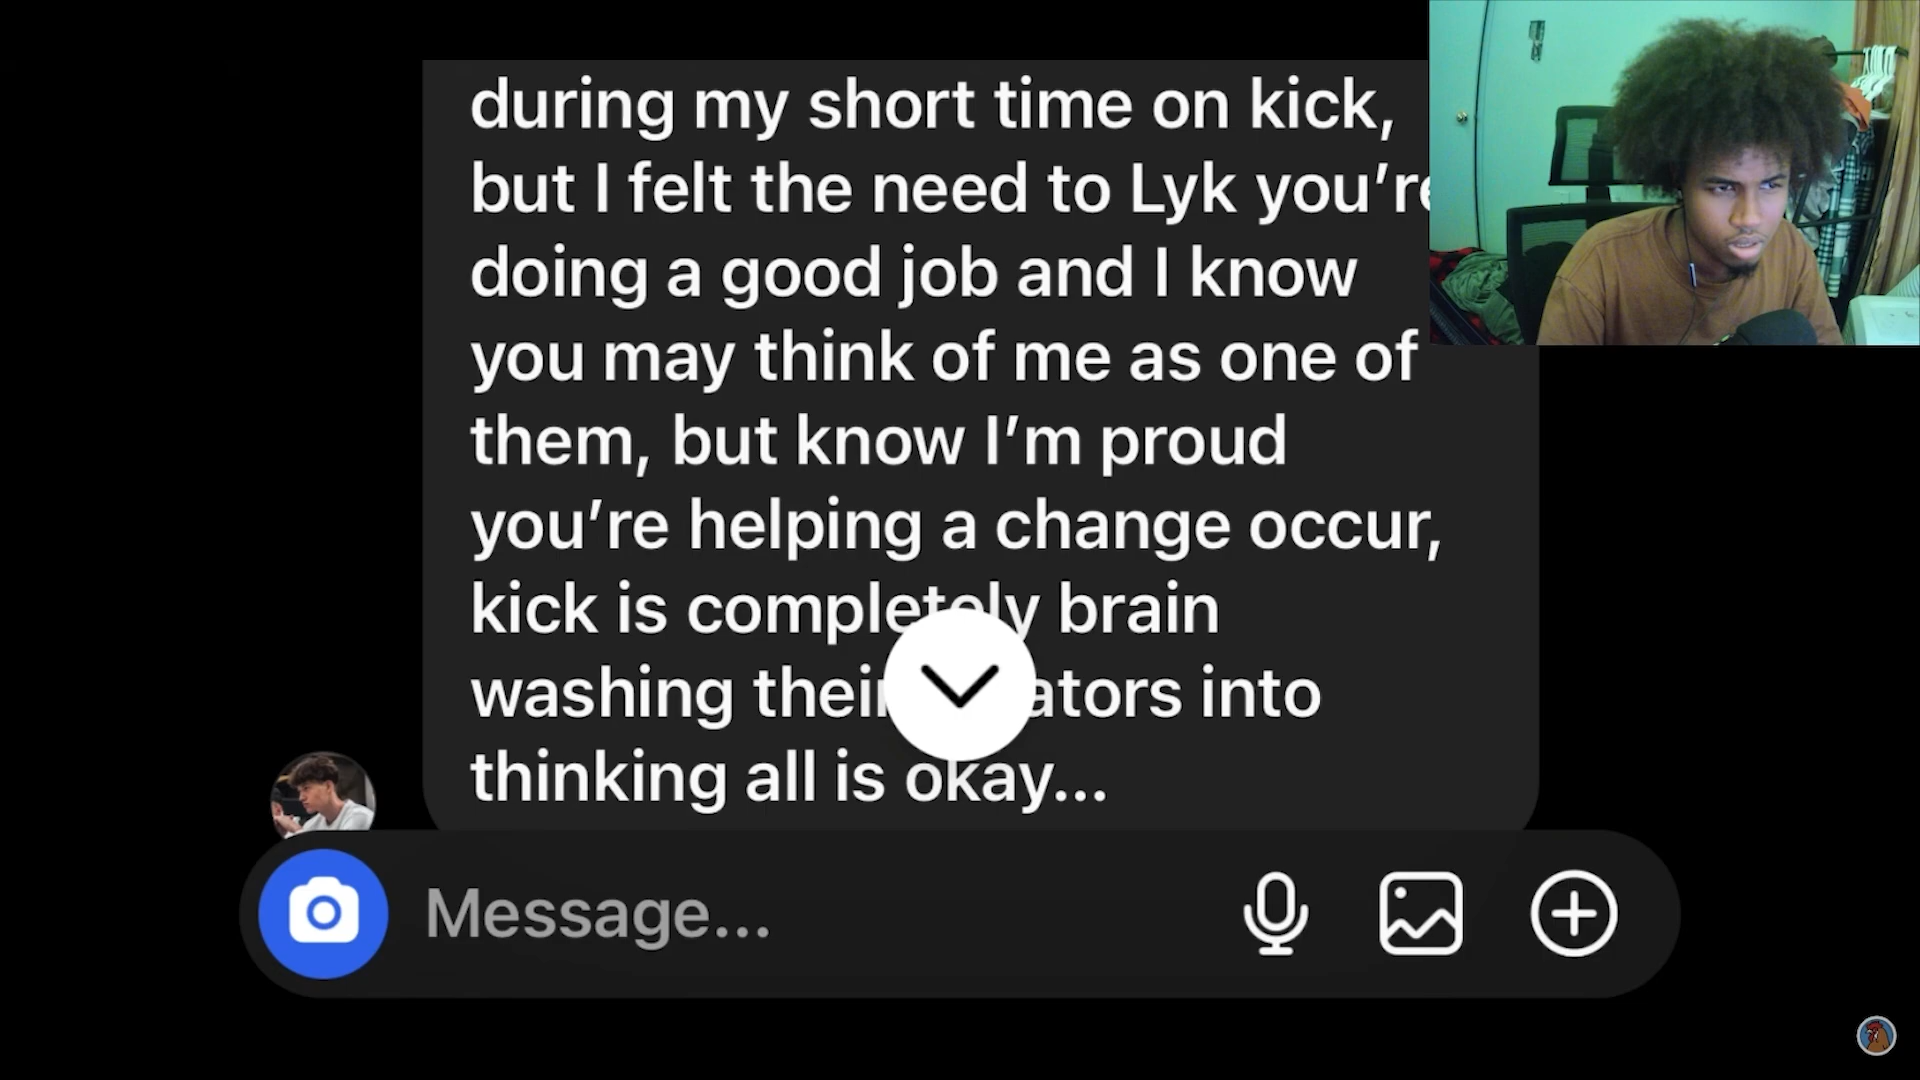 during my short time on kick,
but I felt the need to Lyk you're
doing a good job and I know
you may think of me as one of
them, but know I'm proud
you're helping a change occur,
kick is completely brain
washing their into
thinking all is okay...
Message...